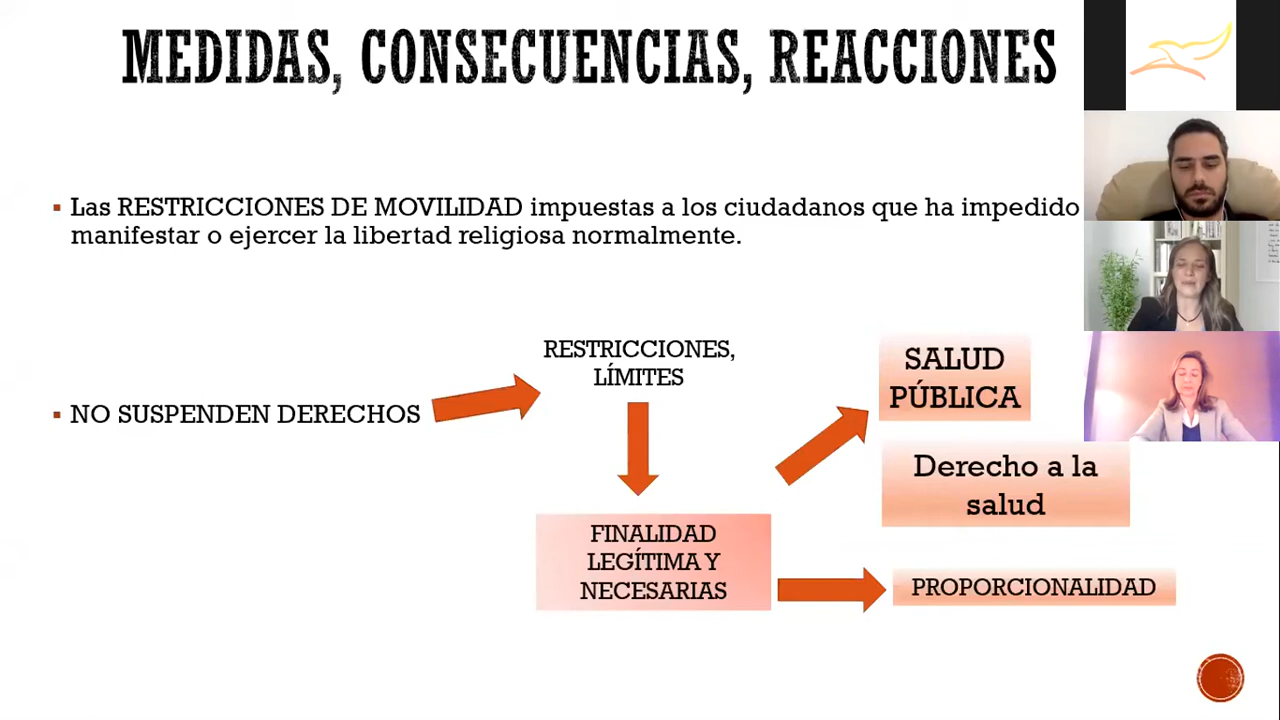 MEDIDAS, CONSECUENCIAS, REACCIONES
Las RESTRICCIONES DE MOVILIDAD impuestas a los ciudadanos que ha impedido
manifestar o ejercer la libertad religiosa normalmente.
NO SUSPENDEN DERECHOS
RESTRICCIONES,
LÍMITES
FINALIDAD
LEGÍTIMA Y
NECESARIAS
SALUD
PÚBLICA
Derecho a la
salud
PROPORCIONALIDAD